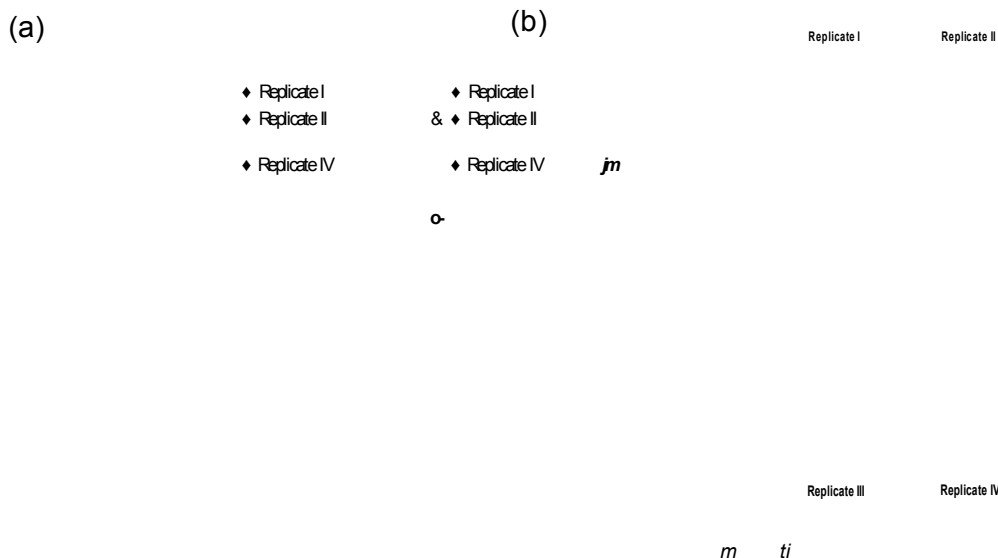 (a) (b)
Replicate I Replicate II
♦ Replicate I ♦ Replicate I
♦ Replicate II & ♦ Replicate II
♦ Replicate IV ♦ Replicate IV jm
o-
Replicate III Replicate IV
m ti